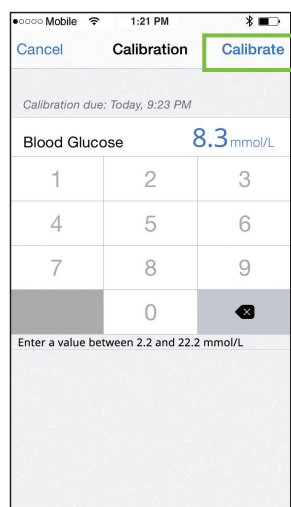 Mobile 1:21 PM
Cancel Calibration Calibrate
Calibration due: Today, 9:23 PM
Blood Glucose 8.3 mmol/L
1 2 3
4 5 6
7 8 9
0
Enter a value between 2.2 and 22.2 mmol/L